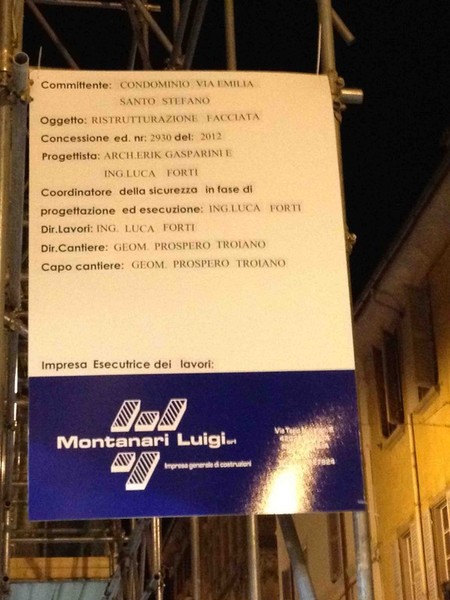 Committente: CONDOMINIO VIA EMILIA
SANTO STEFANO
Oggetto: RISTRUTTURAZIONE FACCIATA
Concessione ed. nr: 2930 del: 2012
Progettista: ARCH.ERIK GASPARINI E
ING.LUCA FORTI
Coordinatore della sicurezza in fase di
progettazione ed esecuzione: ING.LUCA FORTI
Dir.Lavori: ING. LUCA FORTI
Dir.Cantiere: GEOM. PROSPERO TROIANO
Capo cantiere: GEOM. PROSPERO TROIANO
Impresa Esecutrice dei lavori:
Montanari Luigi srl
Impresa generale di costruzioni
Via